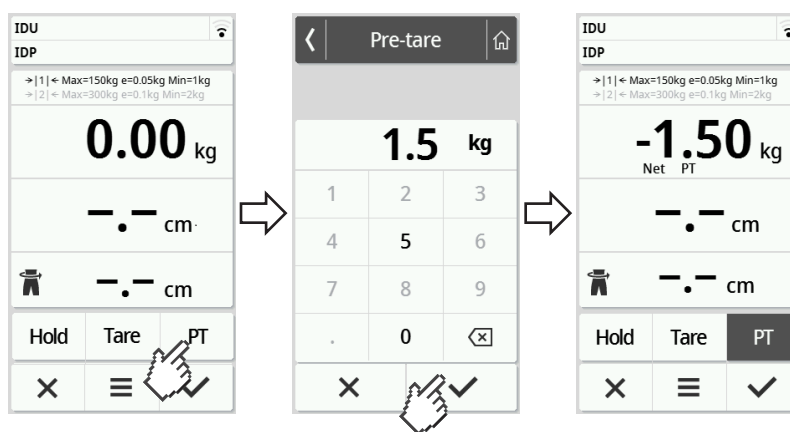 IDU
IDP
→|1|← Max=150kg e=0.05kg Min=1kg
→|2|← Max=300kg e=0.1kg Min=2kg
0.00 kg
–.– cm
–.– cm
Hold Tare PT
Pre-tare
1.5 kg
1 2 3
4 5 6
7 8 9
. 0
IDU
IDP
→|1|← Max=150kg e=0.05kg Min=1kg
→|2|← Max=300kg e=0.1kg Min=2kg
-1.50 kg
Net PT
–.– cm
–.– cm
Hold Tare PT